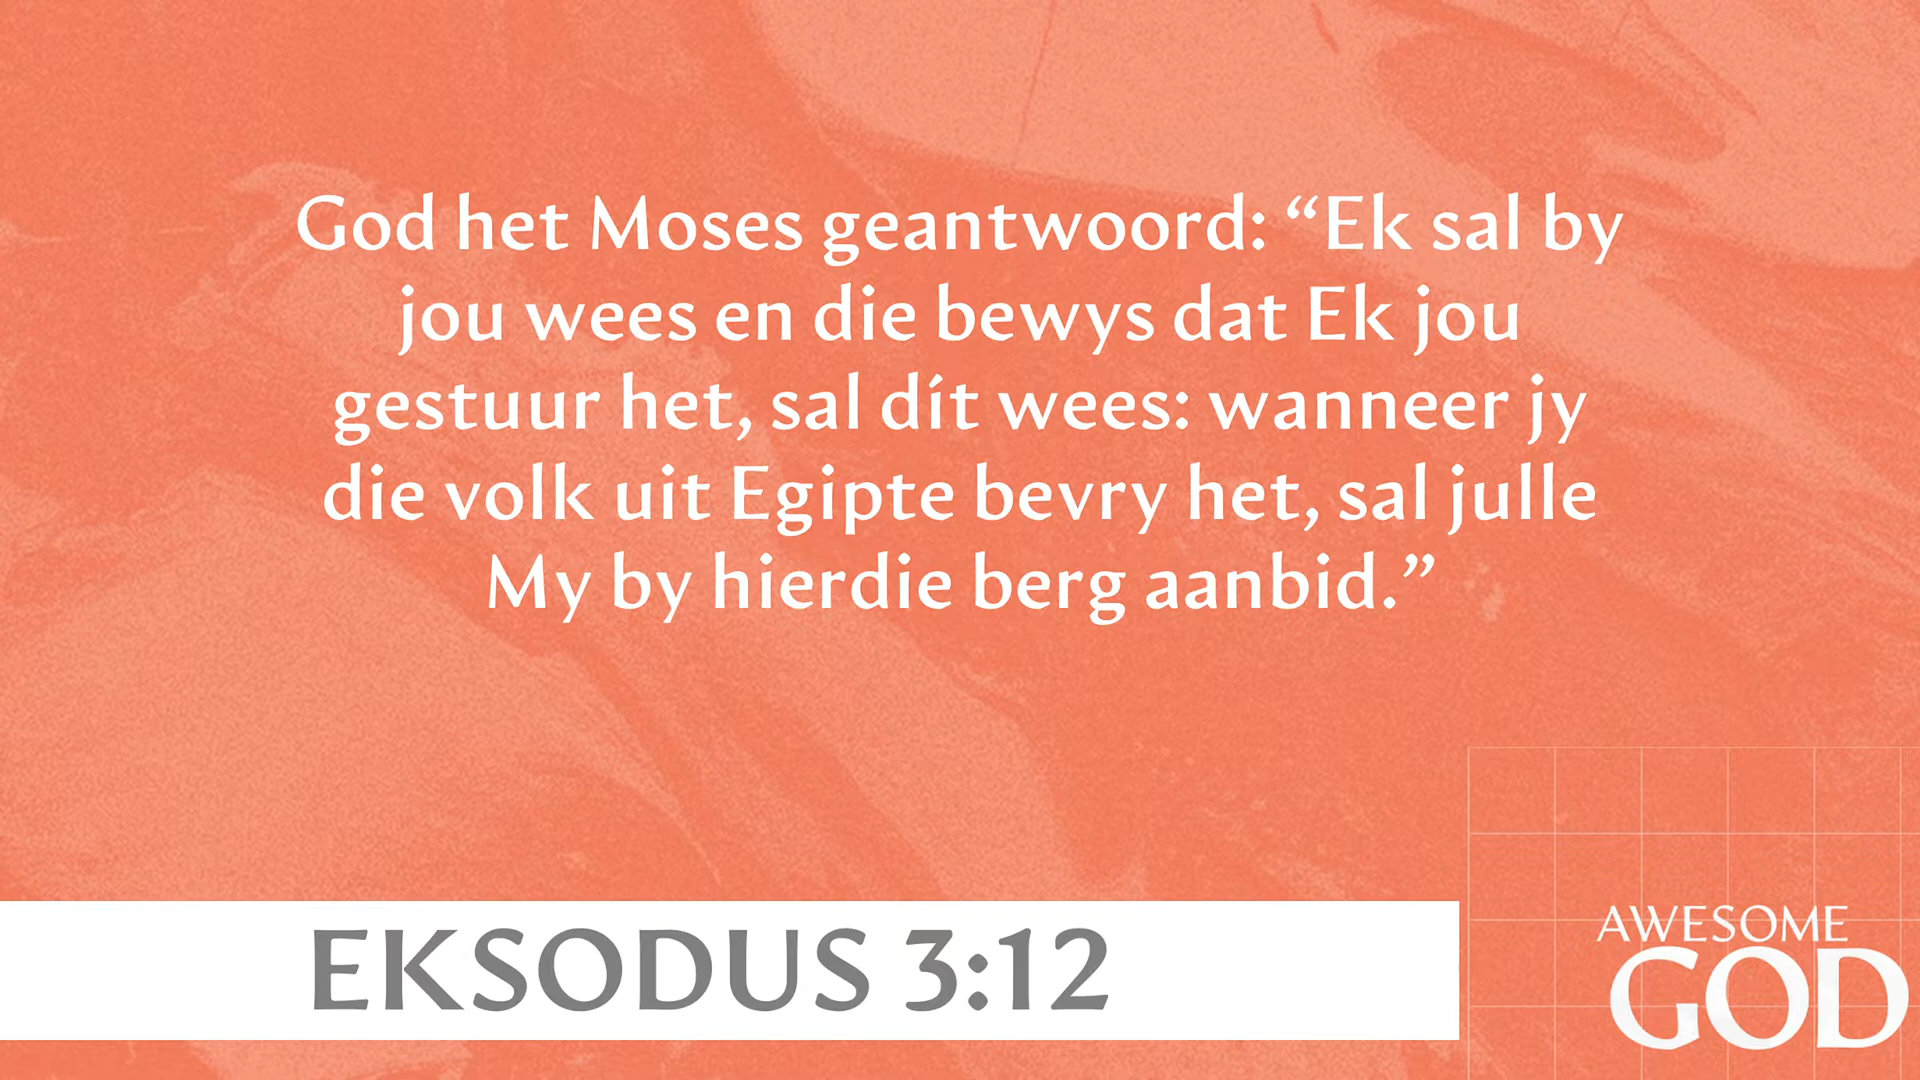 God het Moses geantwoord: “Ek sal by
jou wees en die bewys dat Ek jou
gestuur het, sal dít wees: wanneer jy
die volk uit Egipte bevry het, sal julle
My by hierdie berg aanbid.”
EKSODUS 3:12
AWESOME
GOD